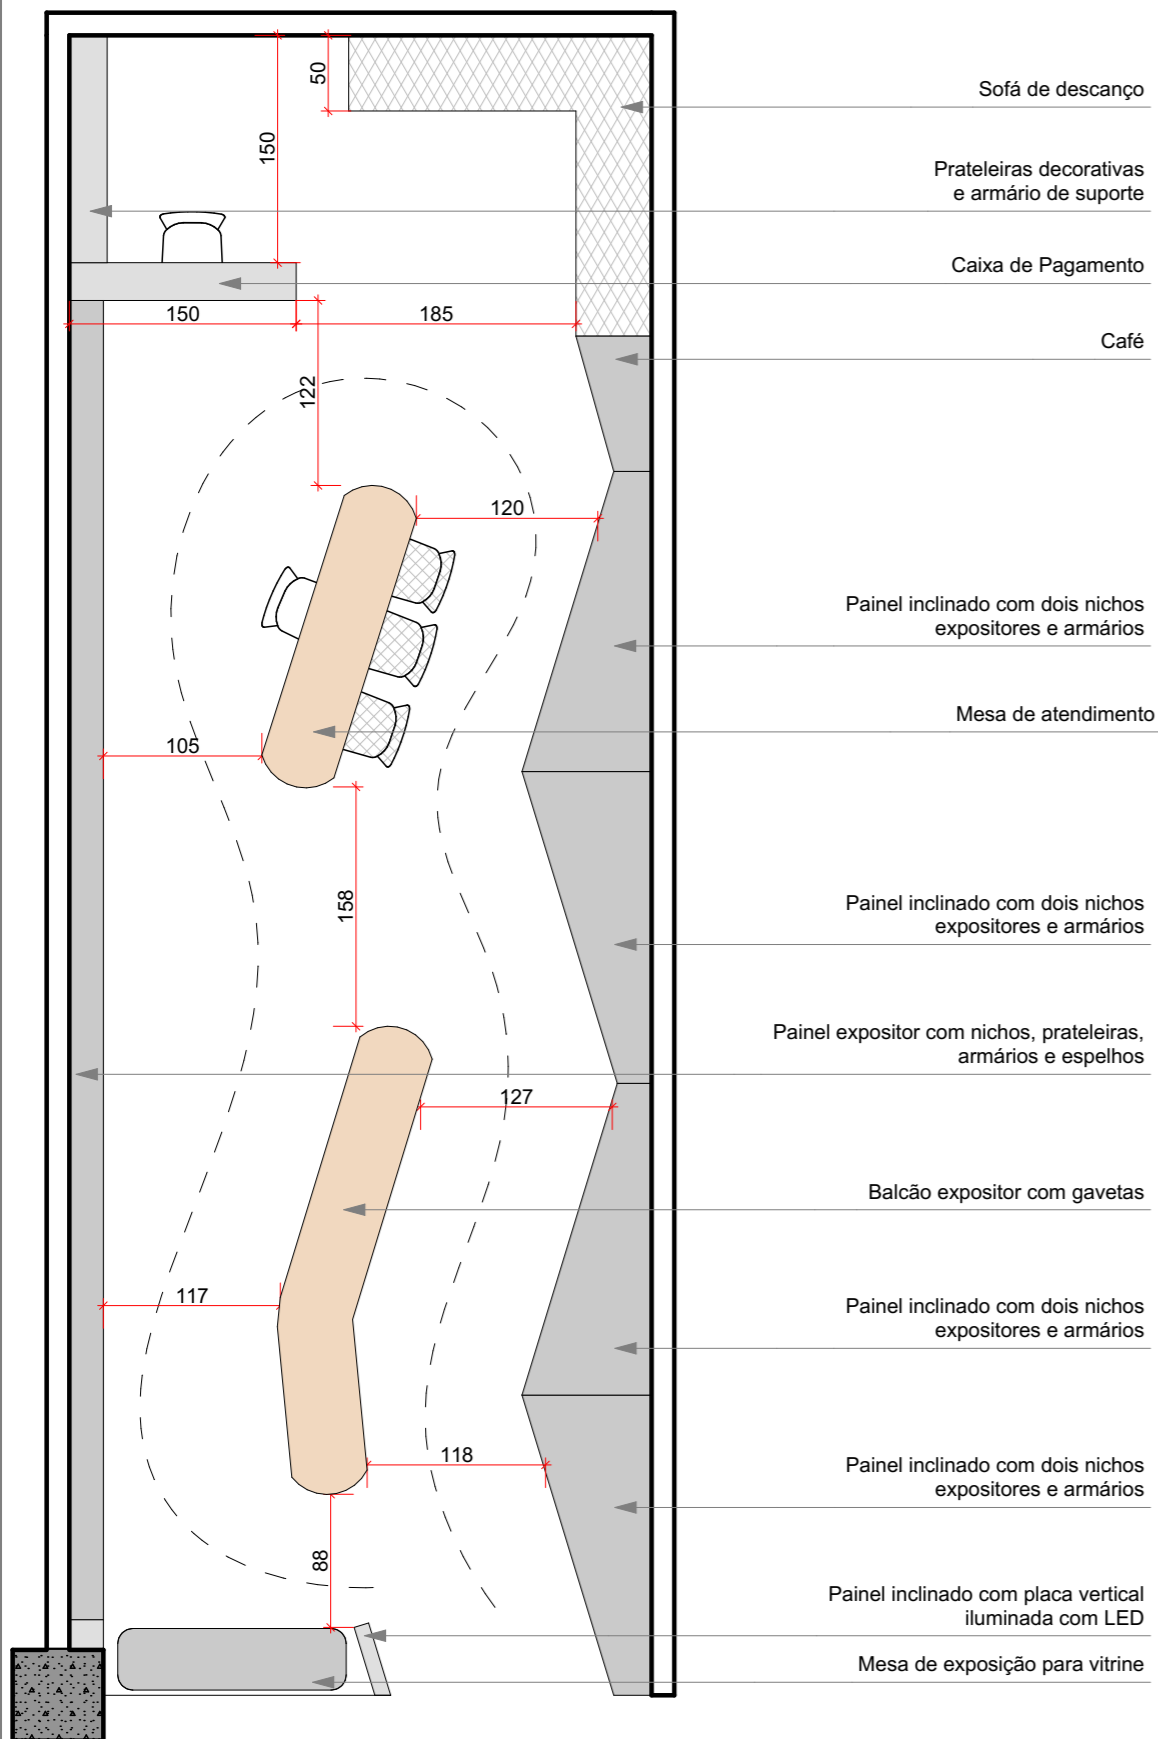 50
Sofá de descanço
150
Prateleiras decorativas
e armário de suporte
Caixa de Pagamento
150
185
Café
122
120
Painel inclinado com dois nichos
expositores e armários
Mesa de atendimento
105
158
Painel inclinado com dois nichos
expositores e armários
Painel expositor com nichos, prateleiras,
armários e espelhos
127
Balcão expositor com gavetas
117
Painel inclinado com dois nichos
expositores e armários
118
Painel inclinado com dois nichos
expositores e armários
88
Painel inclinado com placa vertical
iluminada com LED
Mesa de exposição para vitrine